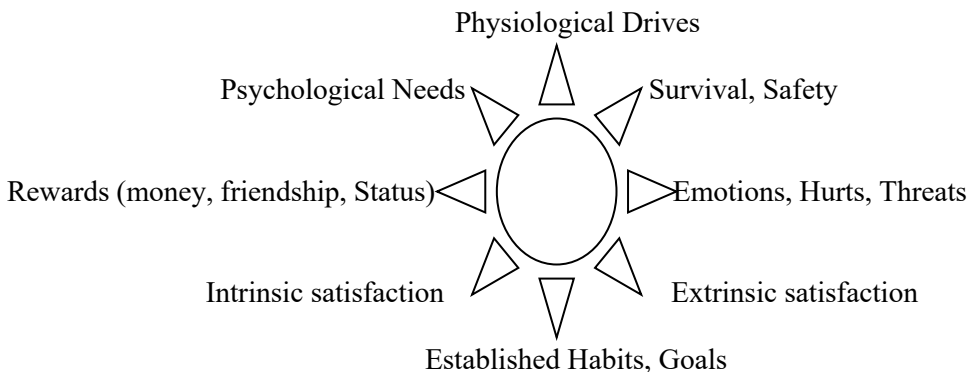 Physiological Drives
Psychological Needs
Survival, Safety
Rewards (money, friendship, Status)
Emotions, Hurts, Threats
Intrinsic satisfaction
Extrinsic satisfaction
Established Habits, Goals